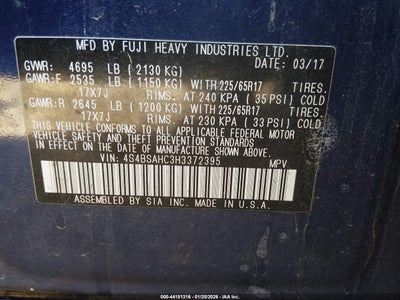 MFD BY FUJI HEAVY INDUSTRIES LTD.
GVWR: 4695 LB (2130 KG) DATE: 03/17
GAWR:F 2535 LB (1150 KG) WITH 225/65R17 TIRES.
17X7J RIMS. AT 240 KPA (35 PSI) COLD
GAWR:R 2645 LB (1200 KG) WITH 225/65R17 TIRES.
17X7J RIMS. AT 230 KPA (33 PSI) COLD
THIS VEHICLE CONFORMS TO ALL APPLICABLE FEDERAL MOTOR
VEHICLE SAFETY AND THEFT PREVENTION STANDARDS
IN EFFECT ON THE DATE OF MANUFACTURE SHOWN ABOVE.
VEHICLE IDENTIFICATION NUMBER: 4S4BSAHC3H3372395 MPV
ASSEMBLED BY SIA INC. MADE IN U.S.A.
000-44181316 - 01/20/2026 - IAA Inc.